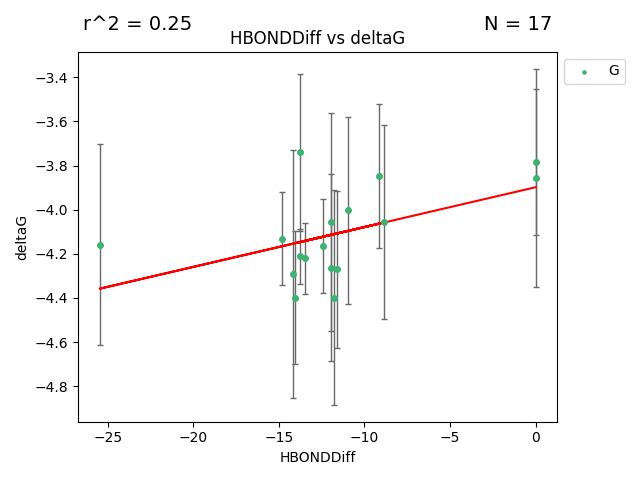 r^2 = 0.25
N = 17
HBONDDiff vs deltaG
G
−3.4
−3.6
−3.8
−4.0
−4.2
−4.4
−4.6
−4.8
deltaG
−25
−20
−15
−10
−5
0
HBONDDiff